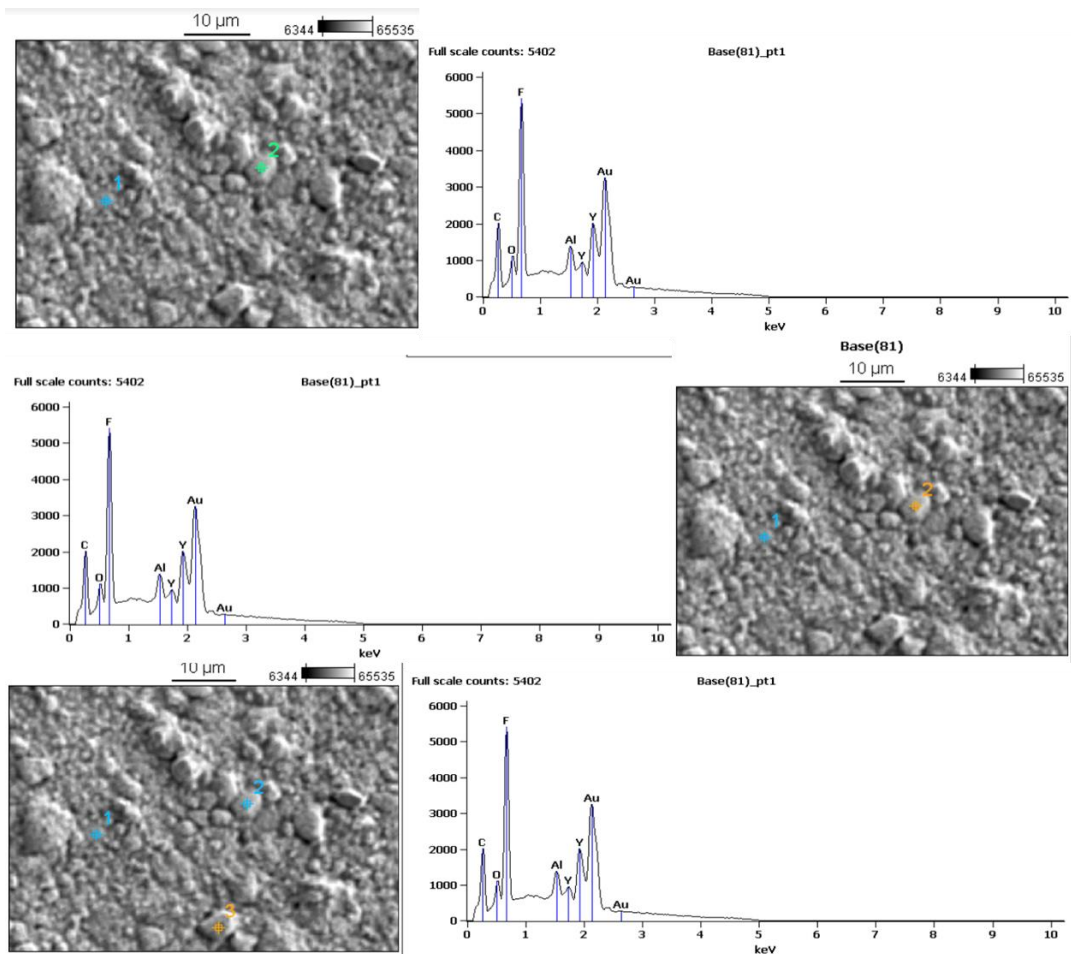 10 µm 6344 65535
1 2
Full scale counts: 5402 Base(81)_pt1
6000
5000
4000
3000
2000
1000
0
F
Au
C
Y
O
Al
Y
Au
0 1 2 3 4 5 6 7 8 9 10
keV
Full scale counts: 5402 Base(81)_pt1
6000
5000
4000
3000
2000
1000
0
F
Au
C
Y
O
Al
Y
Au
0 1 2 3 4 5 6 7 8 9 10
keV
Base(81)
10 µm 6344 65535
1 2
10 µm 6344 65535
1 2
3
Full scale counts: 5402 Base(81)_pt1
6000
5000
4000
3000
2000
1000
0
F
Au
C
Y
O
Al
Y
Au
0 1 2 3 4 5 6 7 8 9 10
keV